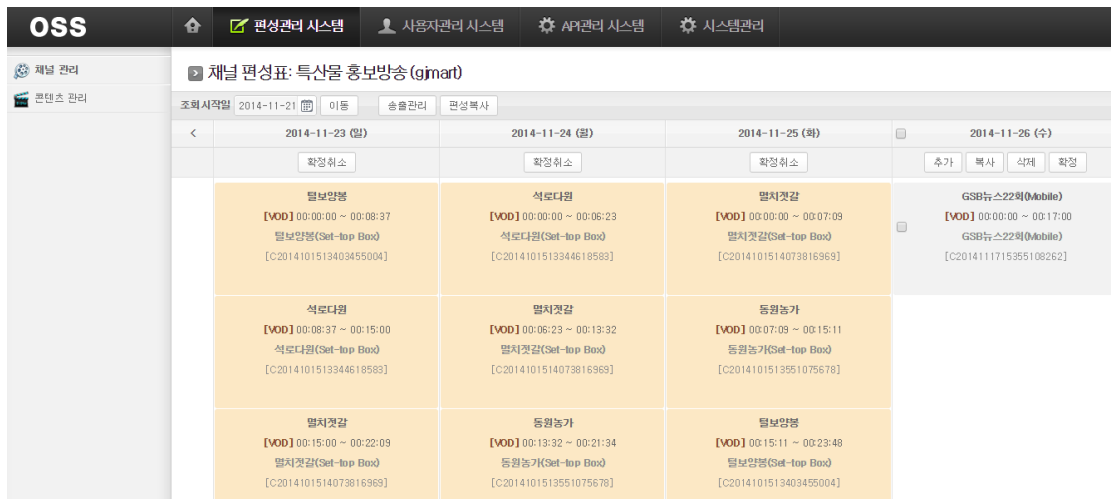 OSS
편성관리 시스템
사용자관리 시스템
API관리 시스템
시스템관리
채널 관리
콘텐츠 관리
채널 편성표: 특산물 홍보방송 (gjmart)
조회시작일 2014-11-21 이동 송출관리 편성복사
< 2014-11-23 (일) 2014-11-24 (월) 2014-11-25 (화) 2014-11-26 (수)
확정취소 확정취소 확정취소 추가 복사 삭제 확정
털보양봉 석로다원 멸치젓갈 GSB뉴스22회(Mobile)
[VOD] 00:00:00 ~ 00:08:37 [VOD] 00:00:00 ~ 00:06:23 [VOD] 00:00:00 ~ 00:07:09 [VOD] 00:00:00 ~ 00:17:00
털보양봉(Set-top Box) 석로다원(Set-top Box) 멸치젓갈(Set-top Box) GSB뉴스22회(Mobile)
[C2014101513403455004] [C2014101513344618583] [C2014101514073816969] [C2014111715355108262]
석로다원 멸치젓갈 동원농가
[VOD] 00:08:37 ~ 00:15:00 [VOD] 00:06:23 ~ 00:13:32 [VOD] 00:07:09 ~ 00:15:11
석로다원(Set-top Box) 멸치젓갈(Set-top Box) 동원농가(Set-top Box)
[C2014101513344618583] [C2014101514073816969] [C2014101513551075678]
멸치젓갈 동원농가 털보양봉
[VOD] 00:15:00 ~ 00:22:09 [VOD] 00:13:32 ~ 00:21:34 [VOD] 00:15:11 ~ 00:23:48
멸치젓갈(Set-top Box) 동원농가(Set-top Box) 털보양봉(Set-top Box)
[C2014101514073816969] [C2014101513551075678] [C2014101513403455004]